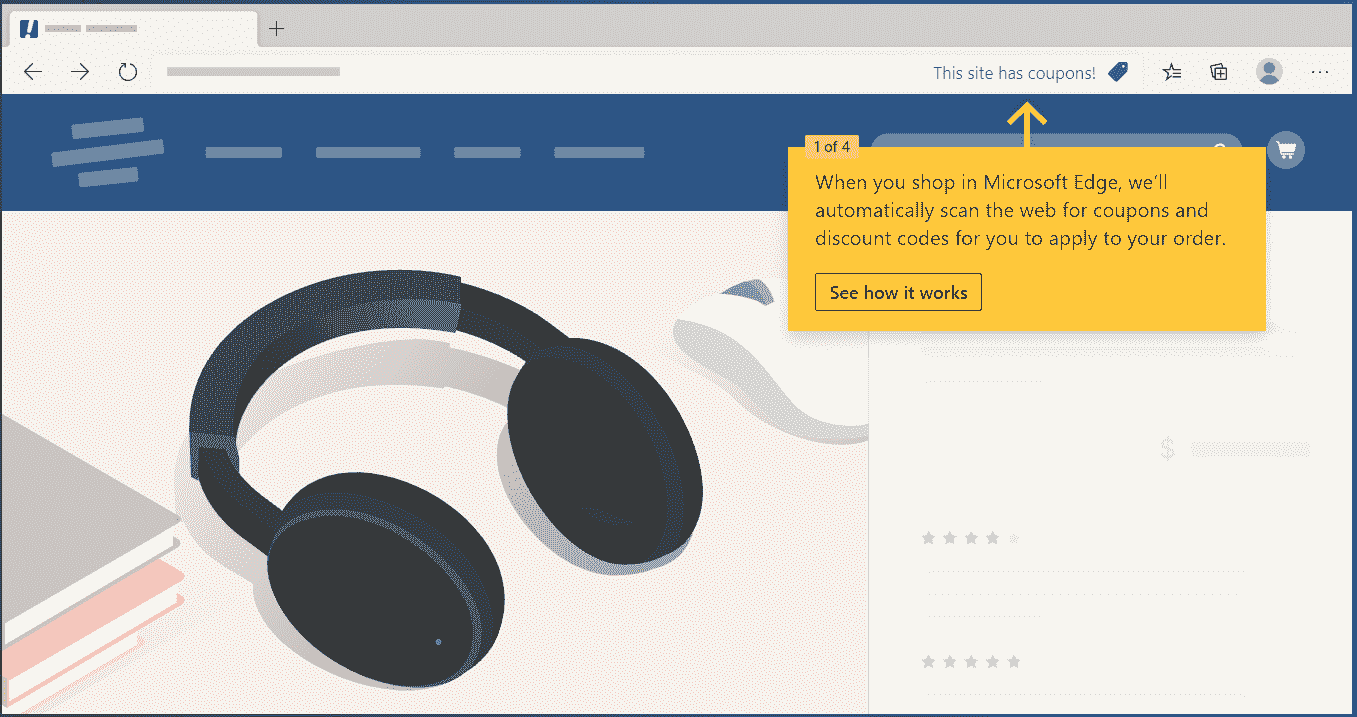 This site has coupons!
1 of 4
When you shop in Microsoft Edge, we'll
automatically scan the web for coupons and
discount codes for you to apply to your order.
See how it works
$